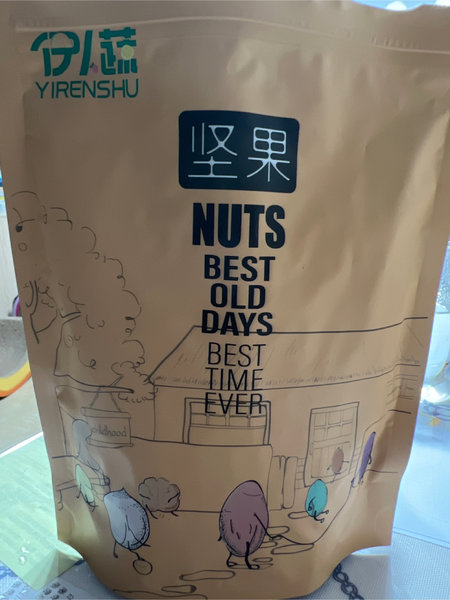 伊人蔬
YIRENSHU
坚果
NUTS
BEST
OLD
DAYS
BEST
TIME
EVER